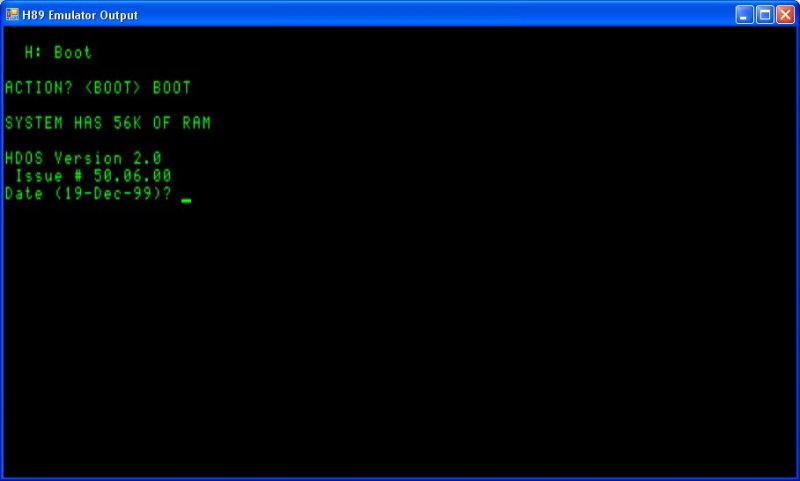 H89 Emulator Output
H: Boot
ACTION? <BOOT> BOOT
SYSTEM HAS 56K OF RAM
HDOS Version 2.0
Issue # 50.06.00
Date (19-Dec-99)? _